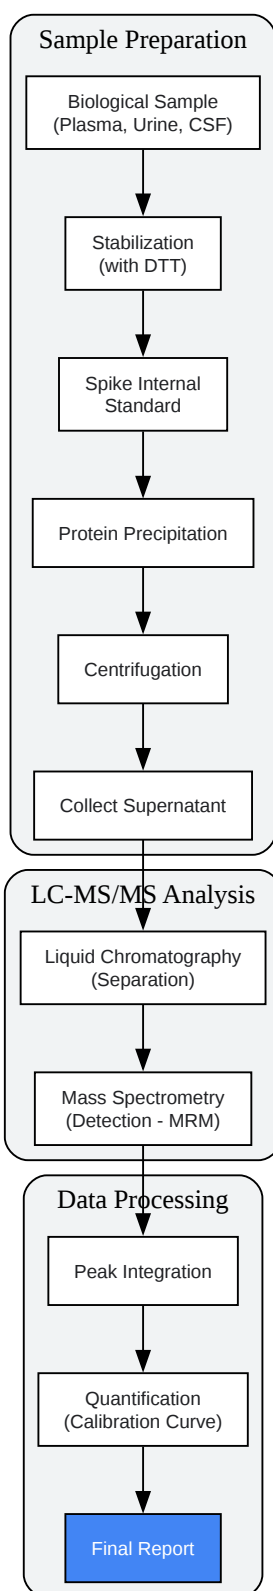 Sample Preparation
Biological Sample
(Plasma, Urine, CSF)
Stabilization
(with DTT)
Spike Internal
Standard
Protein Precipitation
Centrifugation
Collect Supernatant
LC-MS/MS Analysis
Liquid Chromatography
(Separation)
Mass Spectrometry
(Detection - MRM)
Data Processing
Peak Integration
Quantification
(Calibration Curve)
Final Report